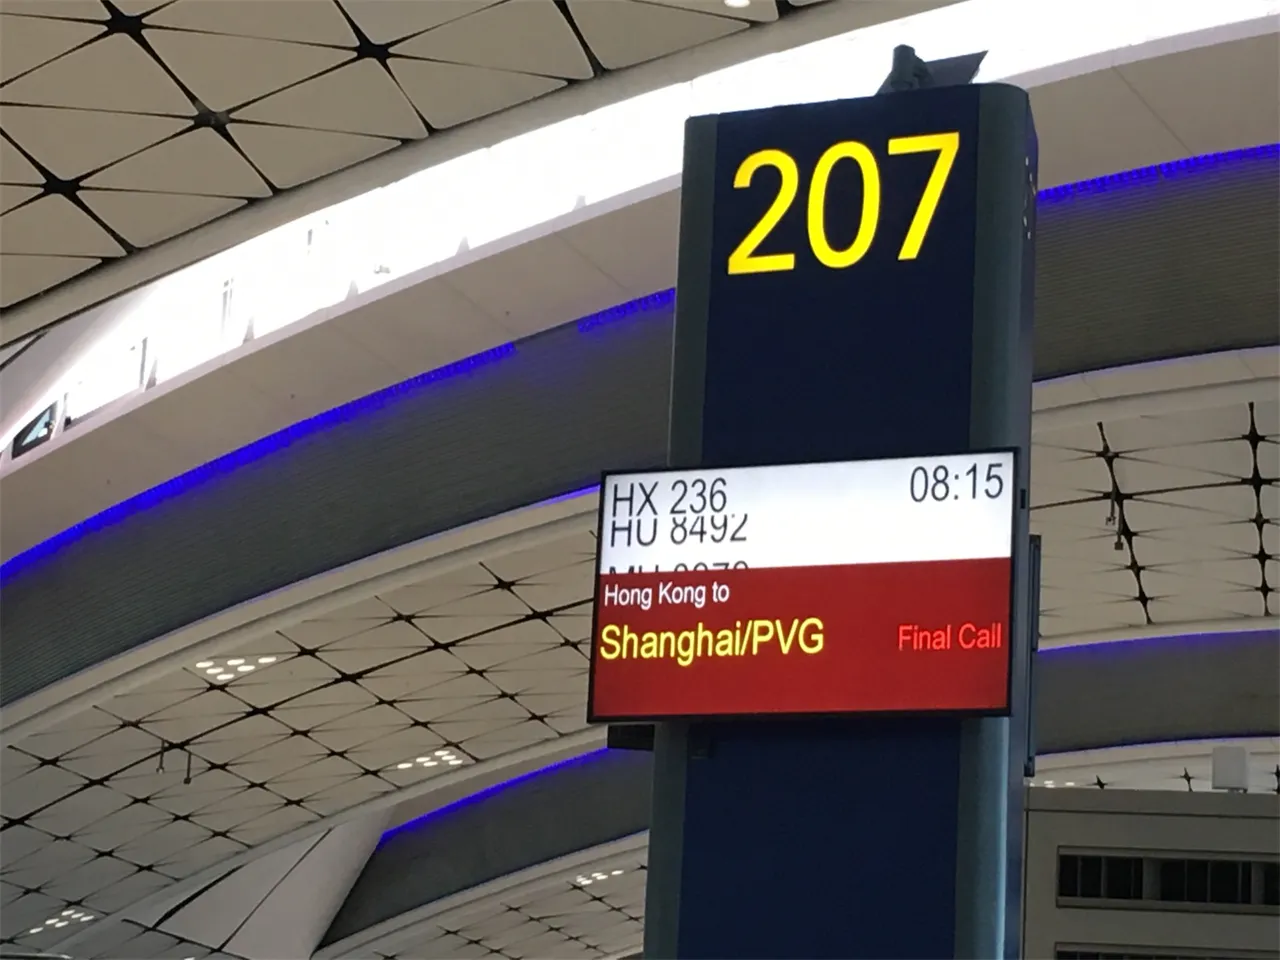 207
HX 236 08:15
HU 8492
Hong Kong to
Shanghai/PVG Final Call